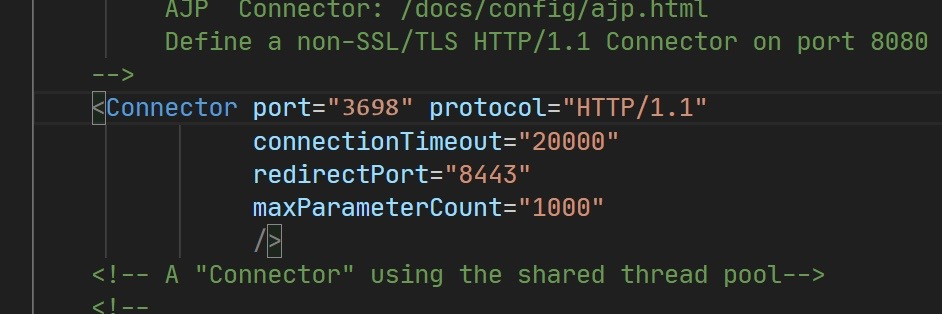 AJP  Connector: /docs/config/ajp.html
Define a non-SSL/TLS HTTP/1.1 Connector on port 8080
-->
<Connector port="3698" protocol="HTTP/1.1"
connectionTimeout="20000"
redirectPort="8443"
maxParameterCount="1000"
/>
<!-- A "Connector" using the shared thread pool-->
<!--